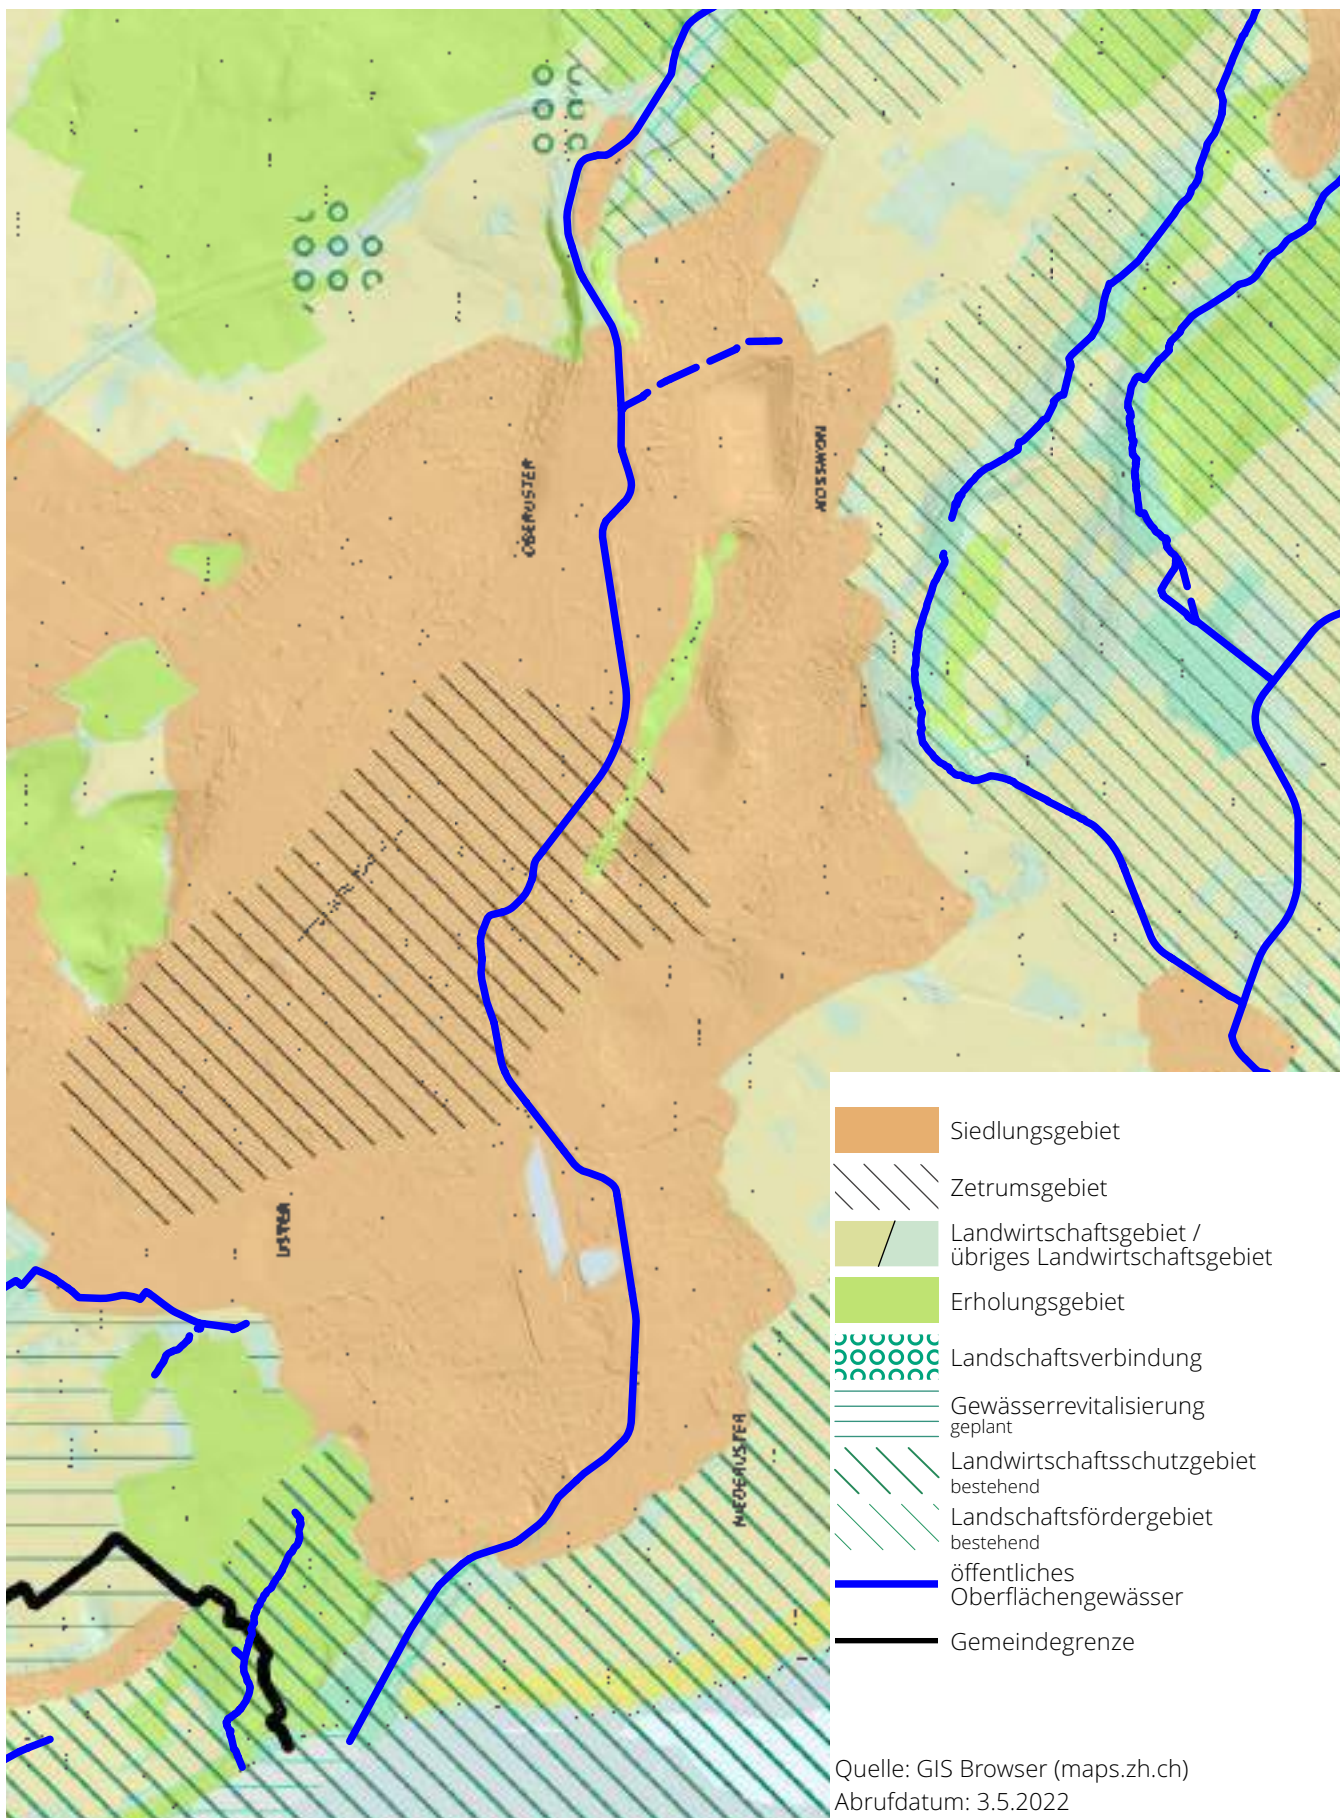 OBERUSTER
NOSSWON
USTER
NIEDERUSTER
Siedlungsgebiet
Zetrumsgebiet
Landwirtschaftsgebiet /
übriges Landwirtschaftsgebiet
Erholungsgebiet
Landschaftsverbindung
Gewässerrevitalisierung
geplant
Landwirtschaftsschutzgebiet
bestehend
Landschaftsfördergebiet
bestehend
öffentliches
Oberflächengewässer
Gemeindegrenze
Quelle: GIS Browser (maps.zh.ch)
Abrufdatum: 3.5.2022